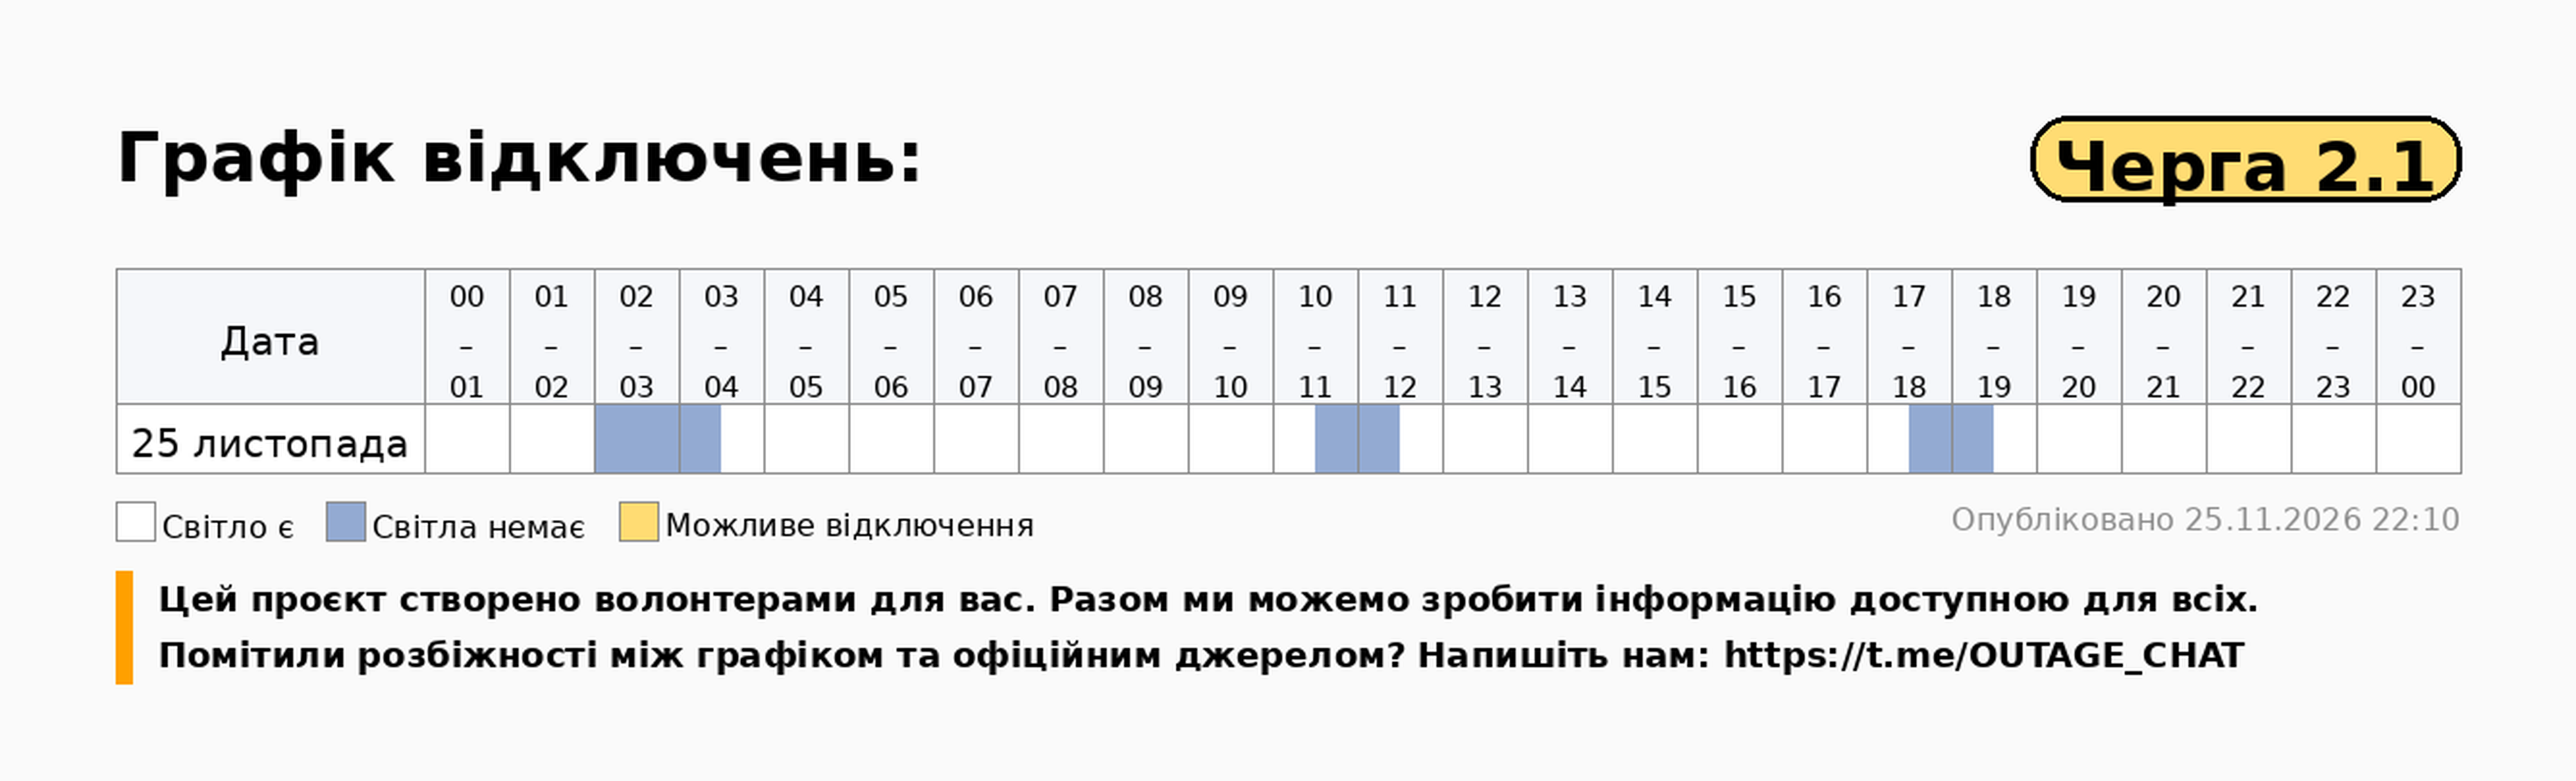 Графік відключень:
Черга 2.1
Дата
00 – 01
01 – 02
02 – 03
03 – 04
04 – 05
05 – 06
06 – 07
07 – 08
08 – 09
09 – 10
10 – 11
11 – 12
12 – 13
13 – 14
14 – 15
15 – 16
16 – 17
17 – 18
18 – 19
19 – 20
20 – 21
21 – 22
22 – 23
23 – 00
25 листопада
Світло є
Світла немає
Можливе відключення
Опубліковано 25.11.2026 22:10
Цей проєкт створено волонтерами для вас. Разом ми можемо зробити інформацію доступною для всіх.
Помітили розбіжності між графіком та офіційним джерелом? Напишіть нам: https://t.me/OUTAGE_CHAT